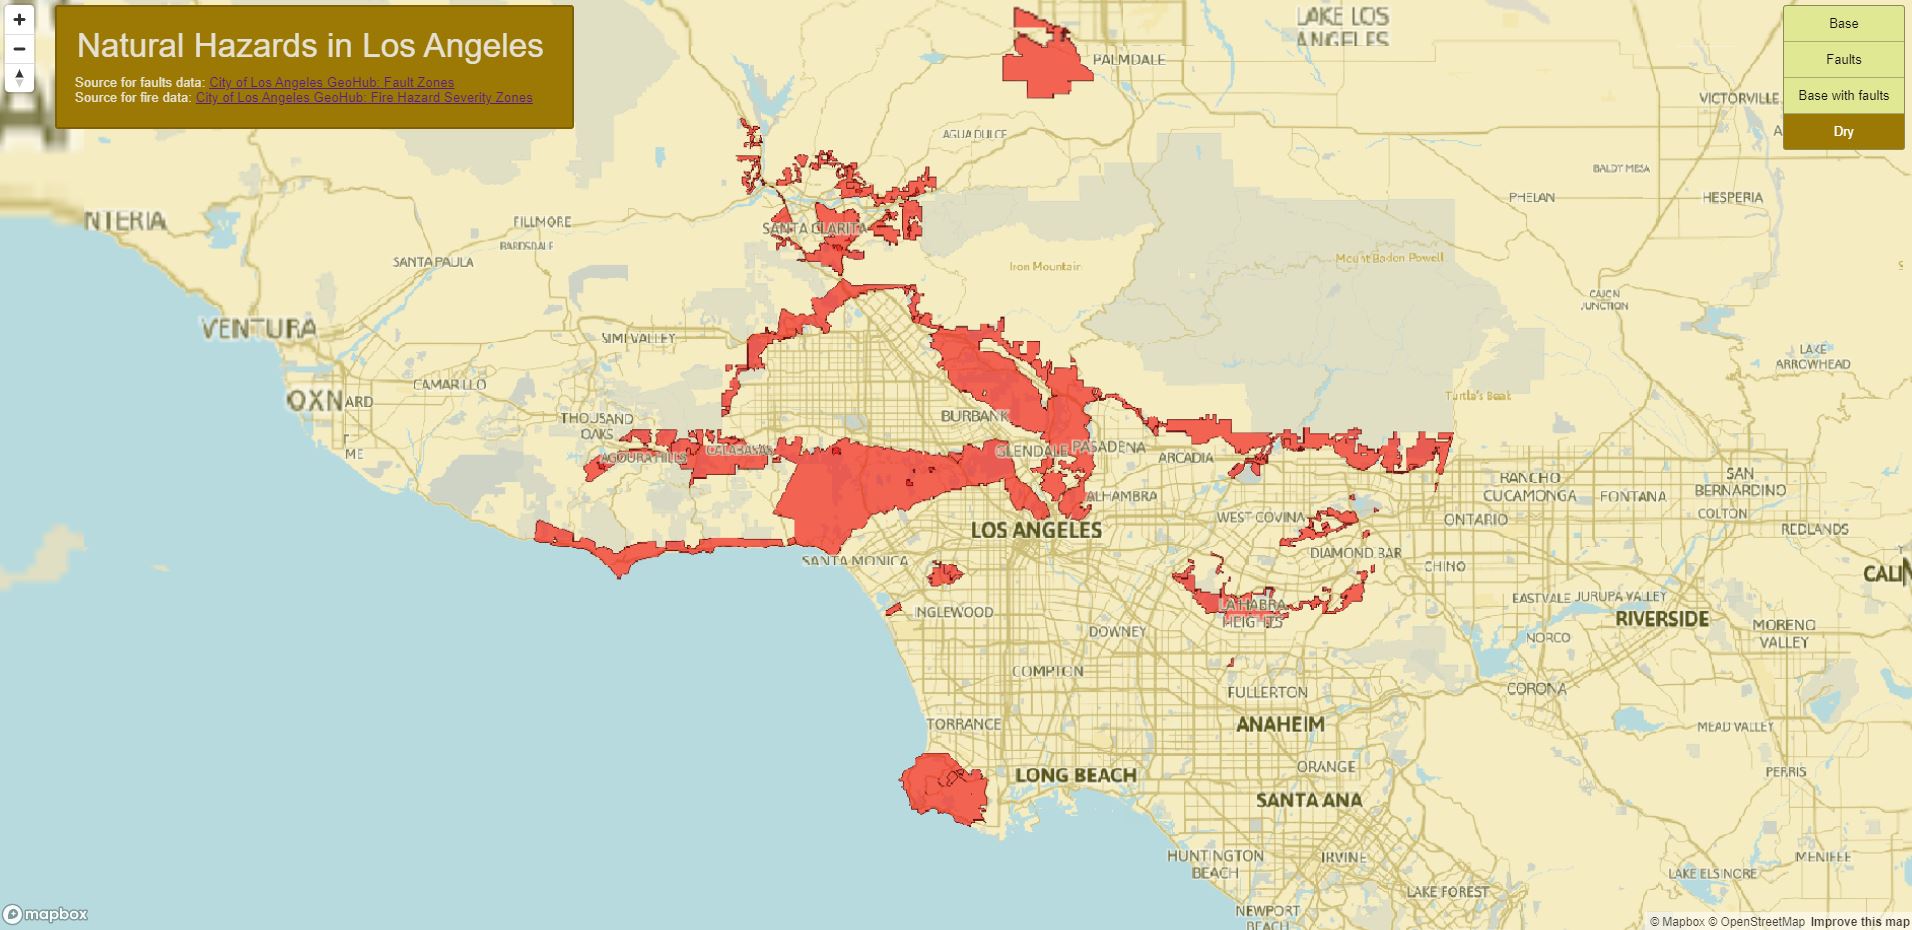 Natural Hazards in Los Angeles
Source for faults data: City of Los Angeles GeoHub: Fault Zones
Source for fire data: City of Los Angeles GeoHub: Fire Hazard Severity Zones
Base
Faults
Base with faults
Dry
LAKE LOS
ANGELES
PALMDALE
VICTORVILLE
AGUA DULCE
BALDY MESA
PHELAN
HESPERIA
NTERIA
FILLMORE
BARDSDALE
SANTA CLARITA
SANTA PAULA
Iron Mountain
Mount Baden Powell
CAJON
JUNCTION
VENTURA
SIMI VALLEY
LAKE
ARROWHEAD
CAMARILLO
OXN
ARD
THOUSAND
OAKS
BURBANK
Turtle's Beak
ME
AGOURA HILLS
CALABASAS
GLENDALE
PASADENA
ARCADIA
RANCHO
CUCAMONGA
FONTANA
SAN
BERNARDINO
ALHAMBRA
WEST COVINA
ONTARIO
COLTON
REDLANDS
LOS ANGELES
DIAMOND BAR
CHINO
SANTA MONICA
CALIN
INGLEWOOD
LA HABRA
HEIGHTS
EASTVALE
JURUPA VALLEY
RIVERSIDE
MORENO
VALLEY
DOWNEY
NORCO
COMPTON
FULLERTON
CORONA
TORRANCE
ANAHEIM
MEAD VALLEY
LONG BEACH
ORANGE
PERRIS
SANTA ANA
HUNTINGTON
BEACH
IRVINE
MENIFEE
LAKE ELSINORE
LAKE FOREST
NEWPORT
BEACH
mapbox
© Mapbox © OpenStreetMap Improve this map